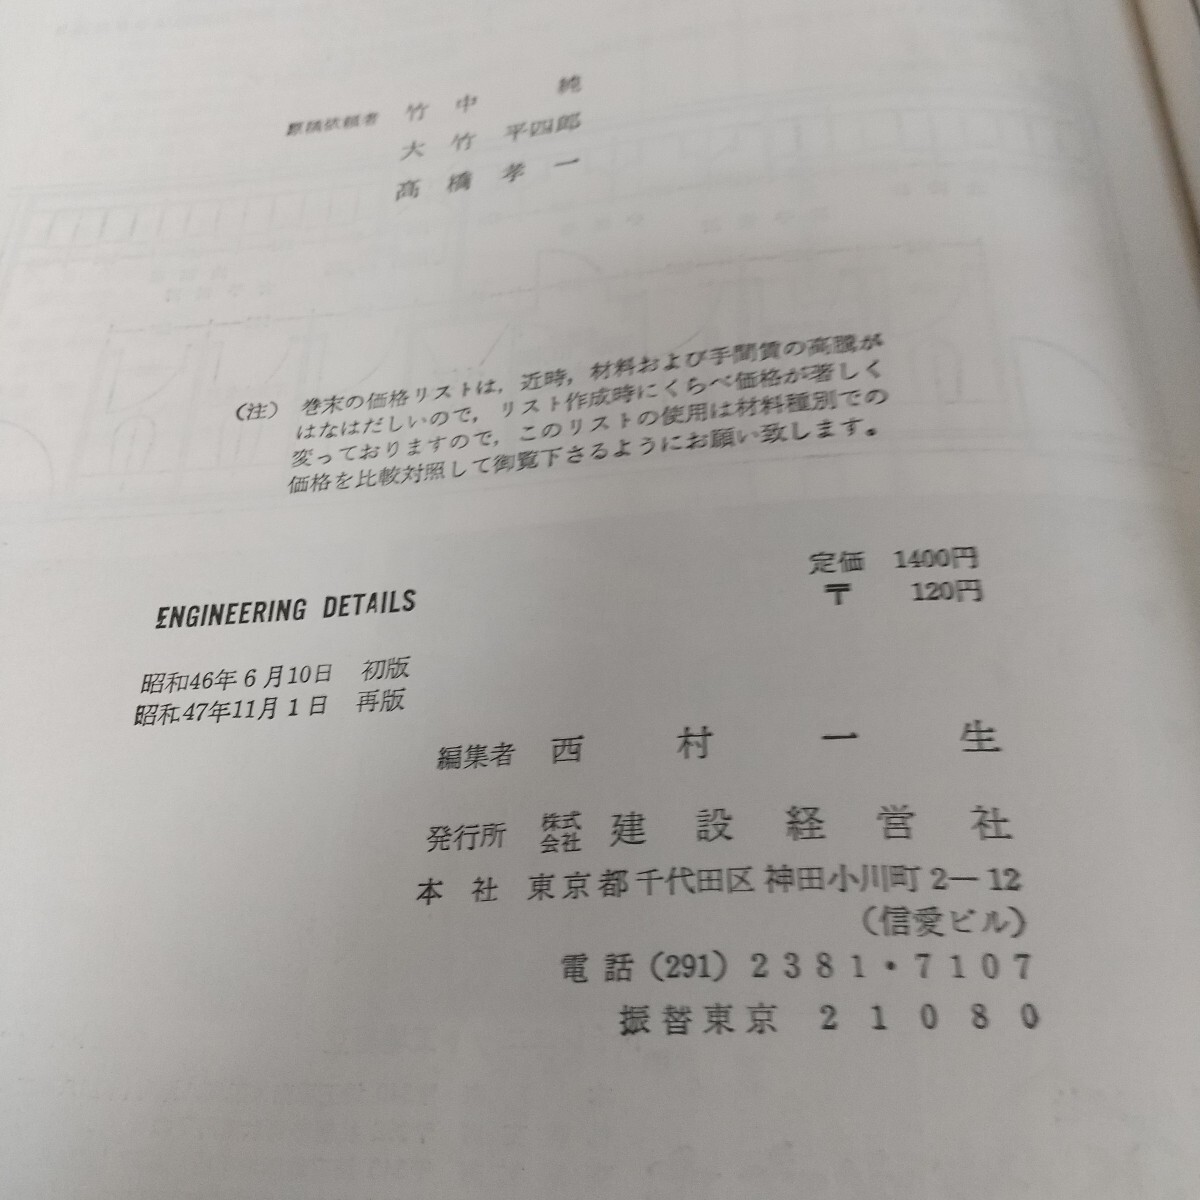 原稿依頼者 竹中 純
大竹 平四郎
高橋 孝一
(注) 巻末の価格リストは,近時,材料および手間賃の高騰が
はなはだしいので,リスト作成時にくらべ価格が著しく
変っておりますので,このリストの使用は材料種別での
価格を比較対照して御覧下さるようにお願い致します。
定価 1400円
〒 120円
ENGINEERING DETAILS
昭和46年6月10日 初版
昭和47年11月1日 再版
編集者 西村一生
発行所 株式会社 建設経営社
本社 東京都千代田区神田小川町2—12
(信愛ビル)
電話(291)2381・7107
振替東京 21080